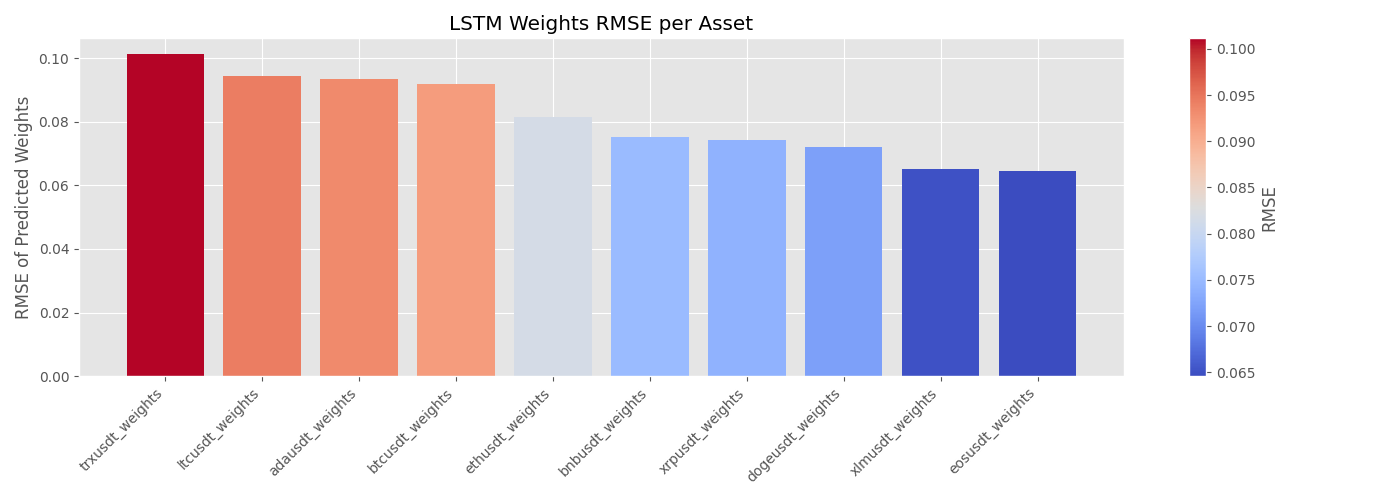 LSTM Weights RMSE per Asset
RMSE of Predicted Weights
0.10
0.08
0.06
0.04
0.02
0.00
trxusdt_weights
ltcusdt_weights
adausdt_weights
btcusdt_weights
ethusdt_weights
bnbusdt_weights
xrpusdt_weights
dogeusdt_weights
xlmusdt_weights
eosusdt_weights
0.100
0.095
0.090
0.085
0.080
0.075
0.070
0.065
RMSE